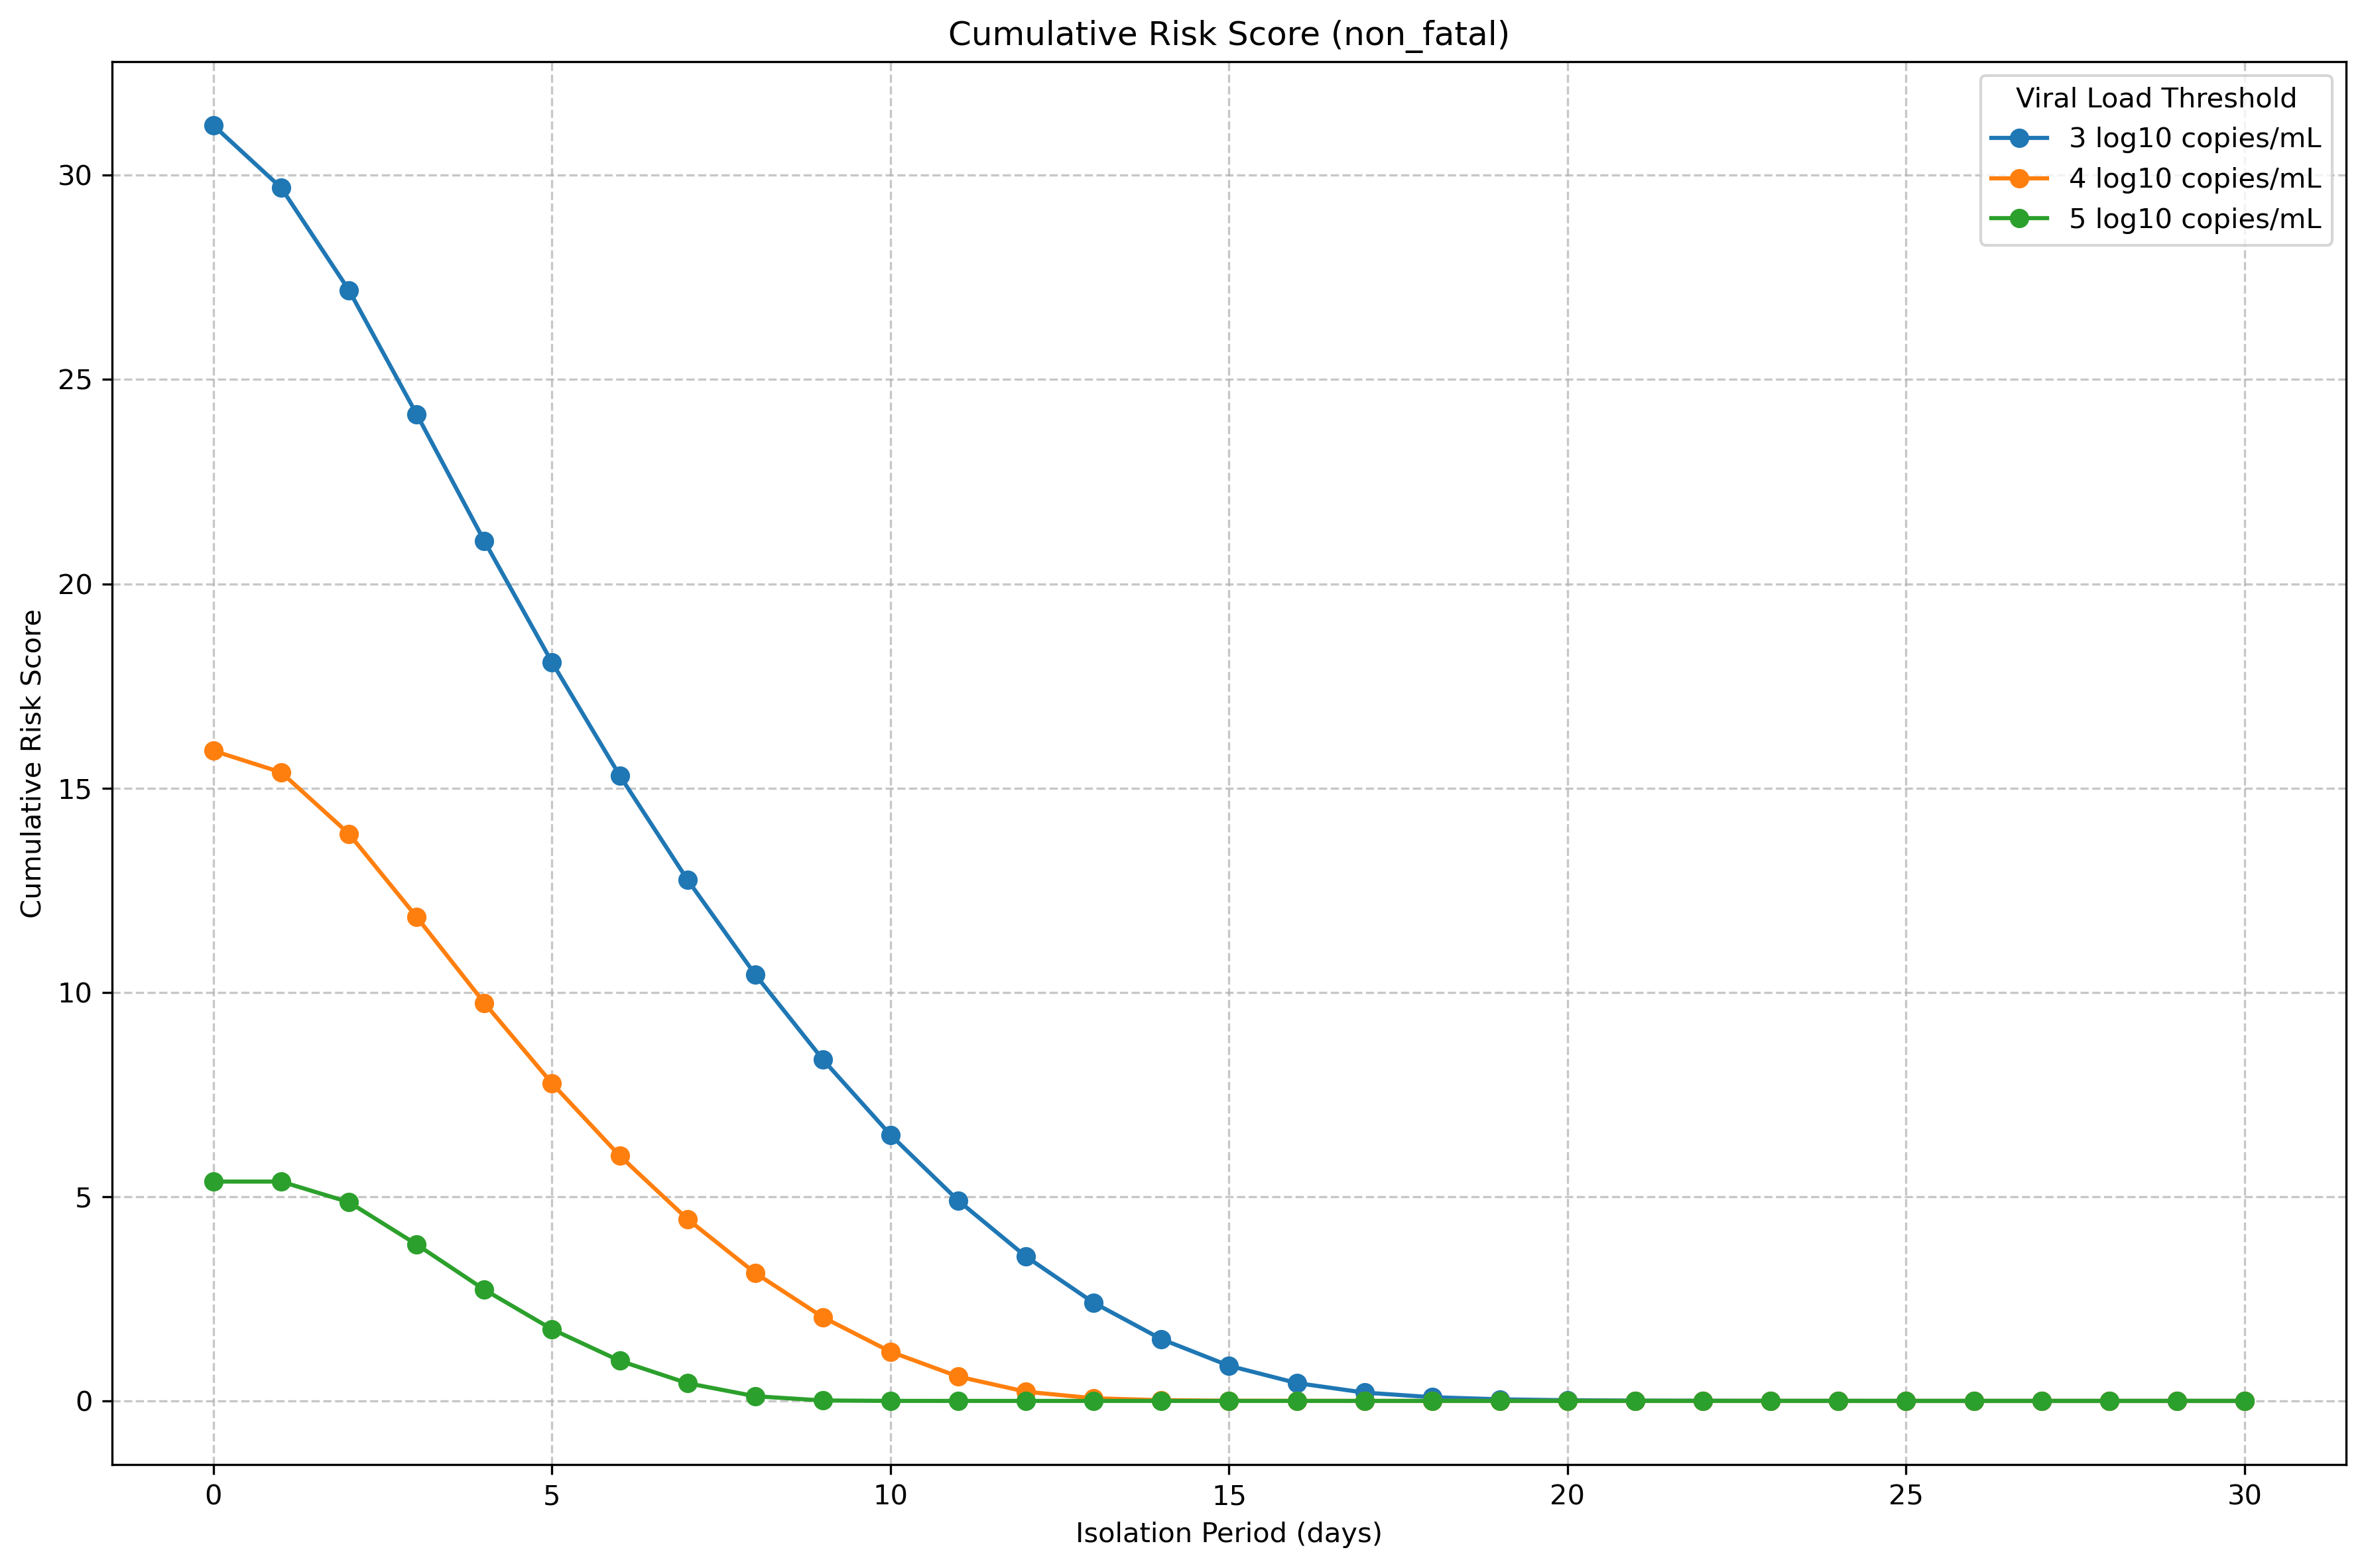 Cumulative Risk Score (non_fatal)
Viral Load Threshold
3 log10 copies/mL
4 log10 copies/mL
5 log10 copies/mL
Cumulative Risk Score
30
25
20
15
10
5
0
0 5 10 15 20 25 30
Isolation Period (days)